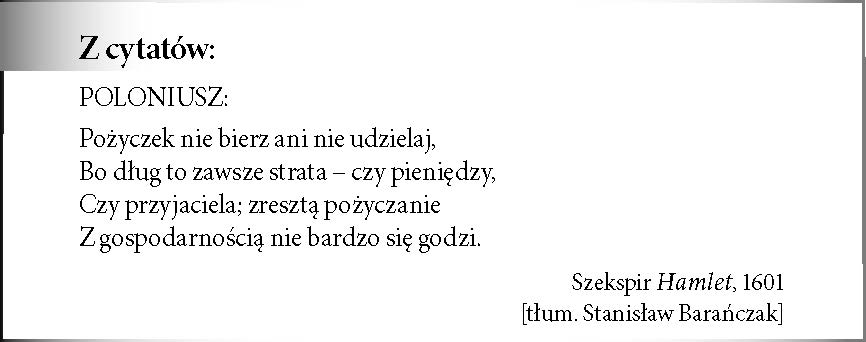 Z cytatów:
POLONIUSZ:
Pożyczek nie bierz ani nie udzielaj,
Bo dług to zawsze strata – czy pieniędzy,
Czy przyjaciela; zresztą pożyczanie
Z gospodarnością nie bardzo się godzi.
Szekspir Hamlet, 1601
[tłum. Stanisław Barańczak]